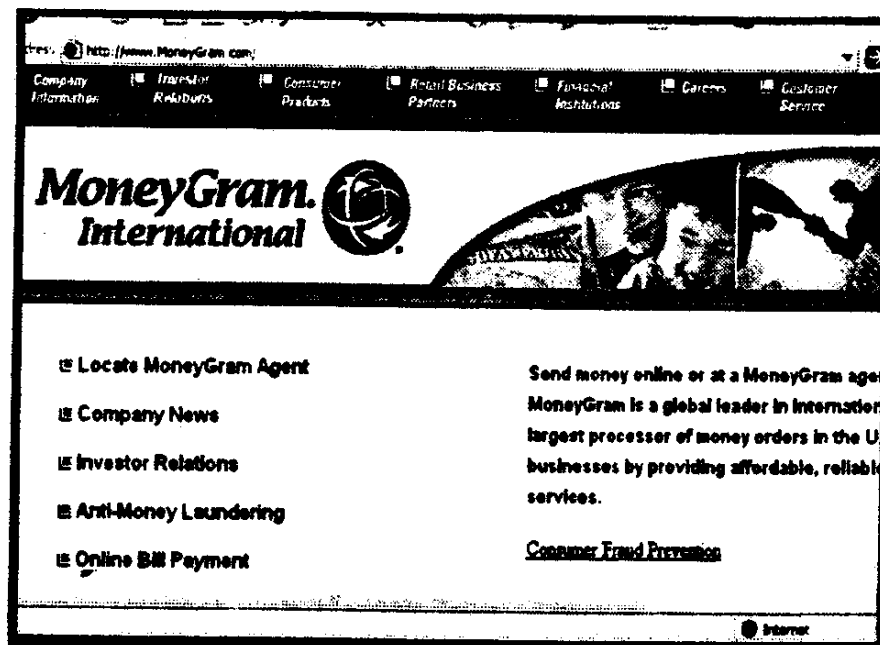 http://www.MoneyGram.com/
Company Information
Investor Relations
Consumer Products
Retail Business Partners
Financial Institutions
Careers
Customer Service
MoneyGram.
International
Locate MoneyGram Agent
Company News
Investor Relations
Anti-Money Laundering
Online Bill Payment
Send money online or at a MoneyGram agen
MoneyGram is a global leader in internation
largest processor of money orders in the U
businesses by providing affordable, reliable
services.
Consumer Fraud Prevention
Internet